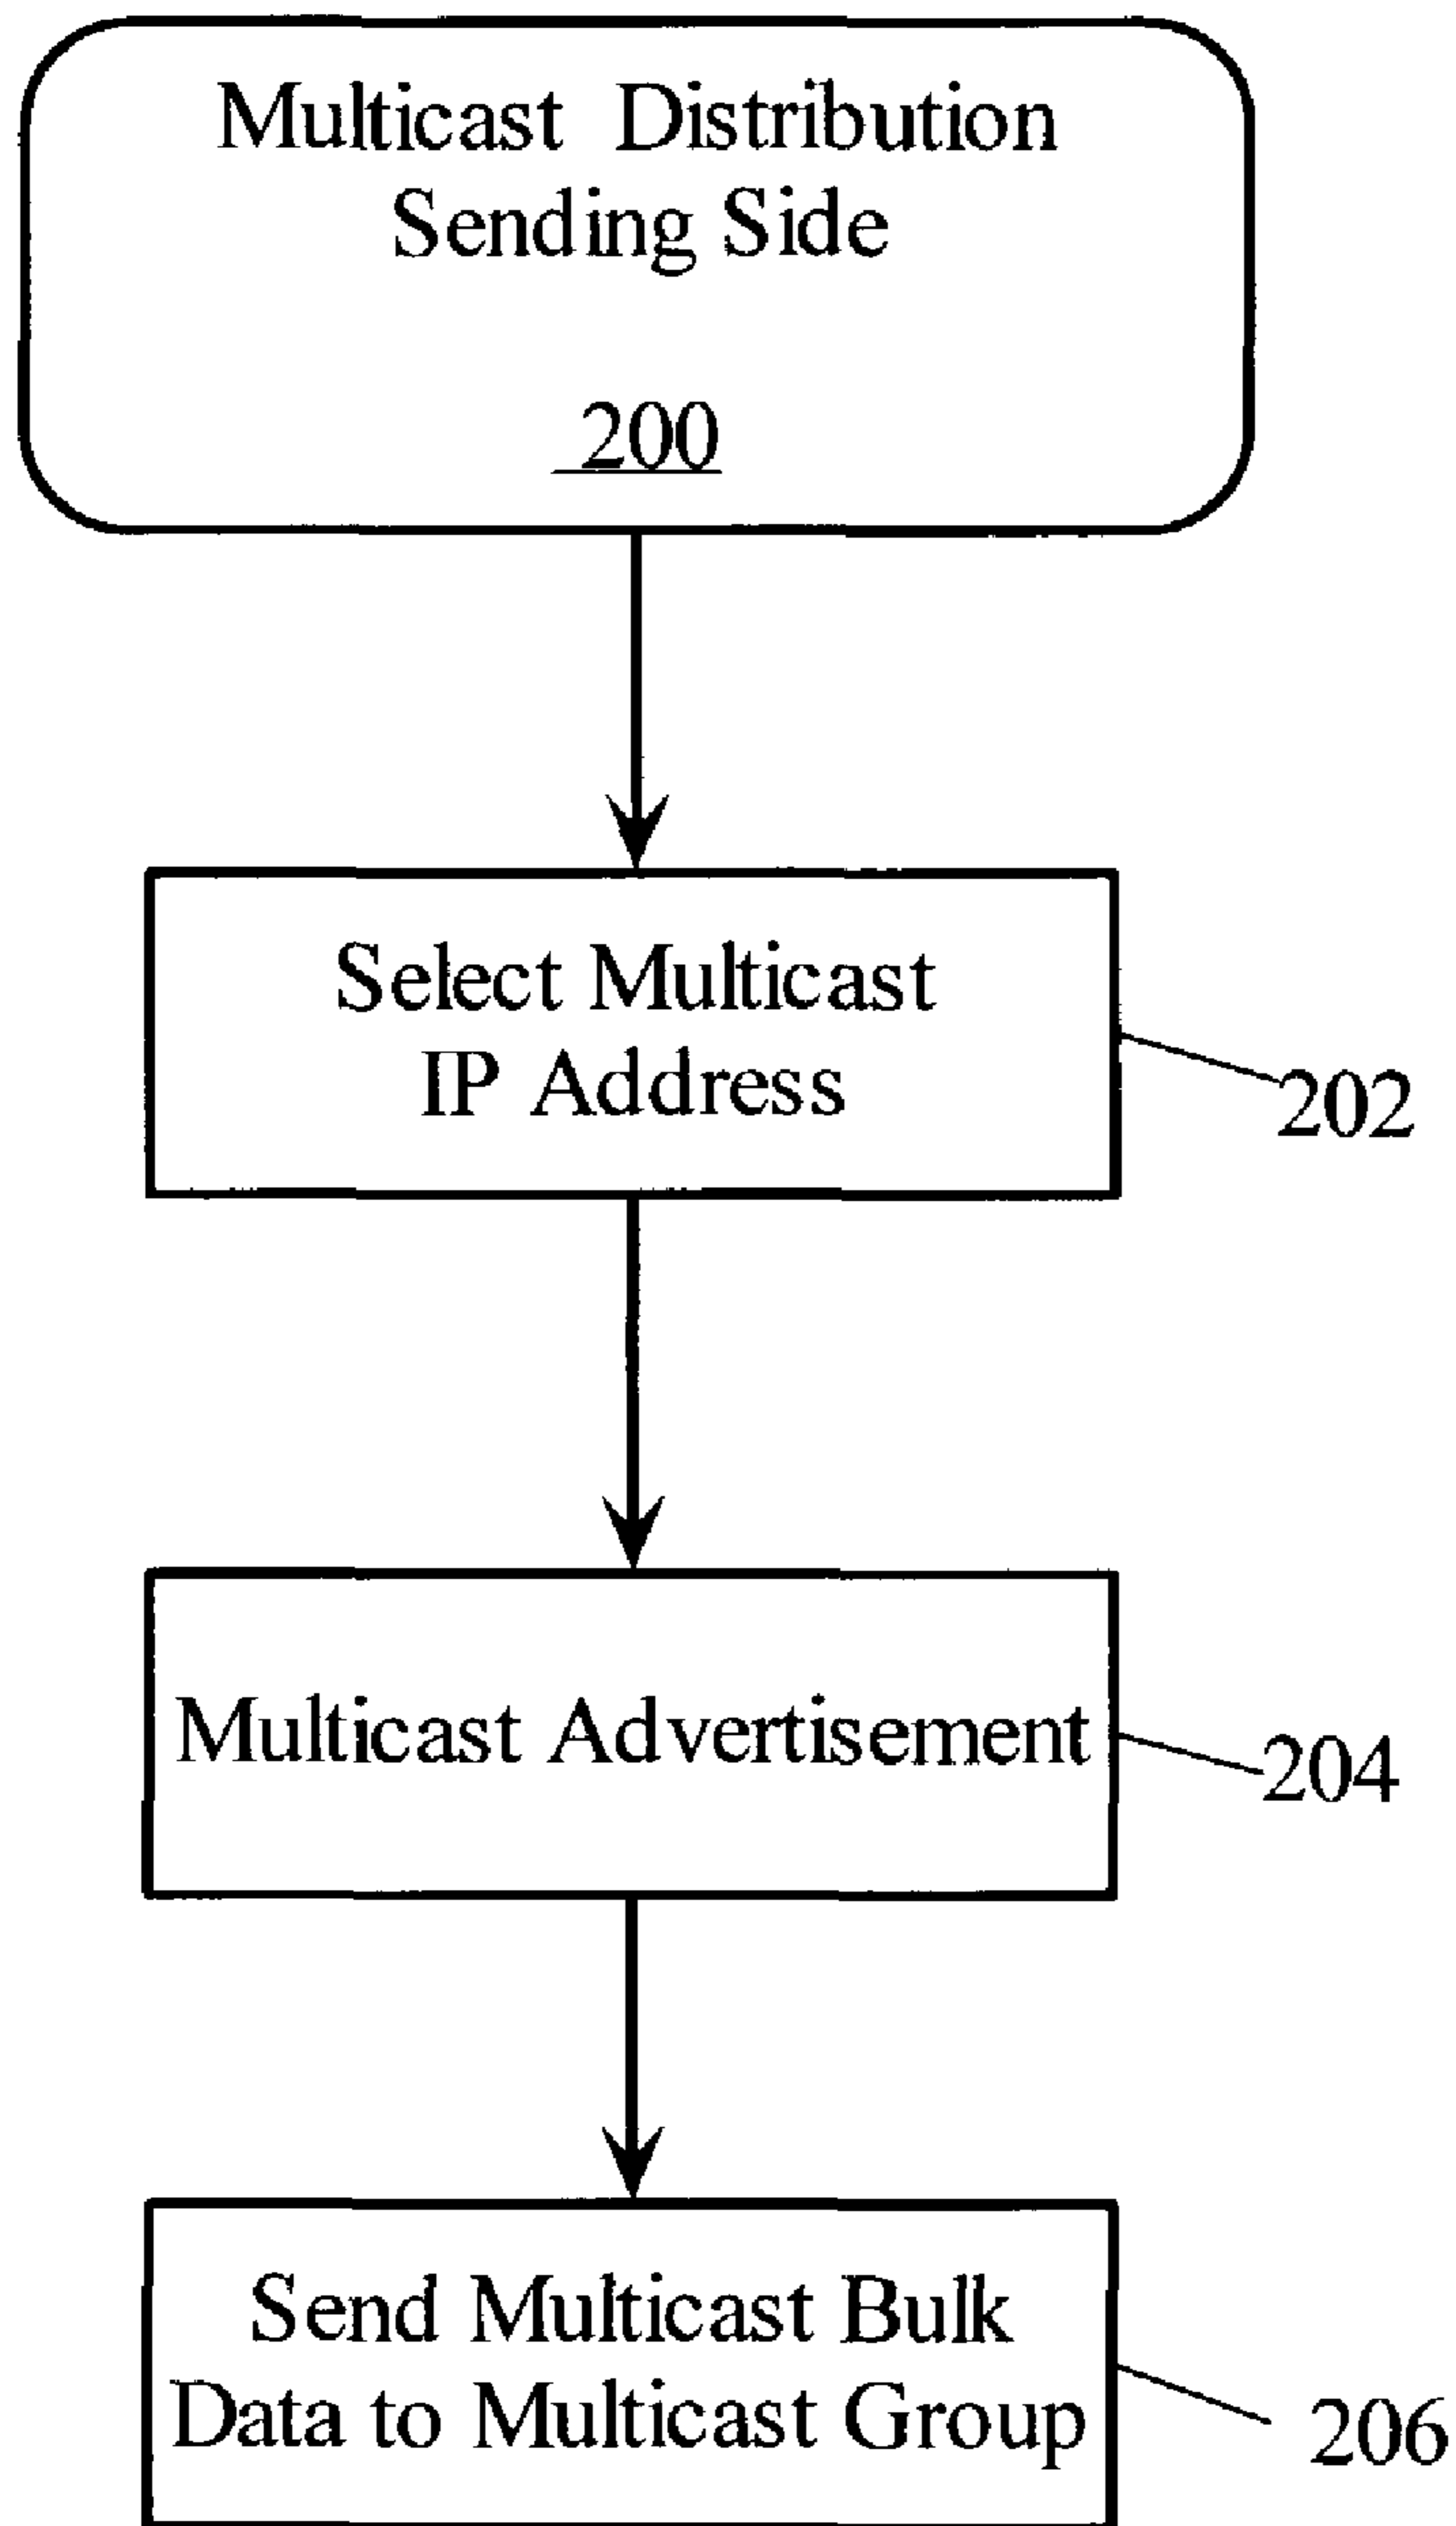 Multicast Distribution
Sending Side
200
Select Multicast
IP Address
202
Multicast Advertisement
204
Send Multicast Bulk
Data to Multicast Group
206